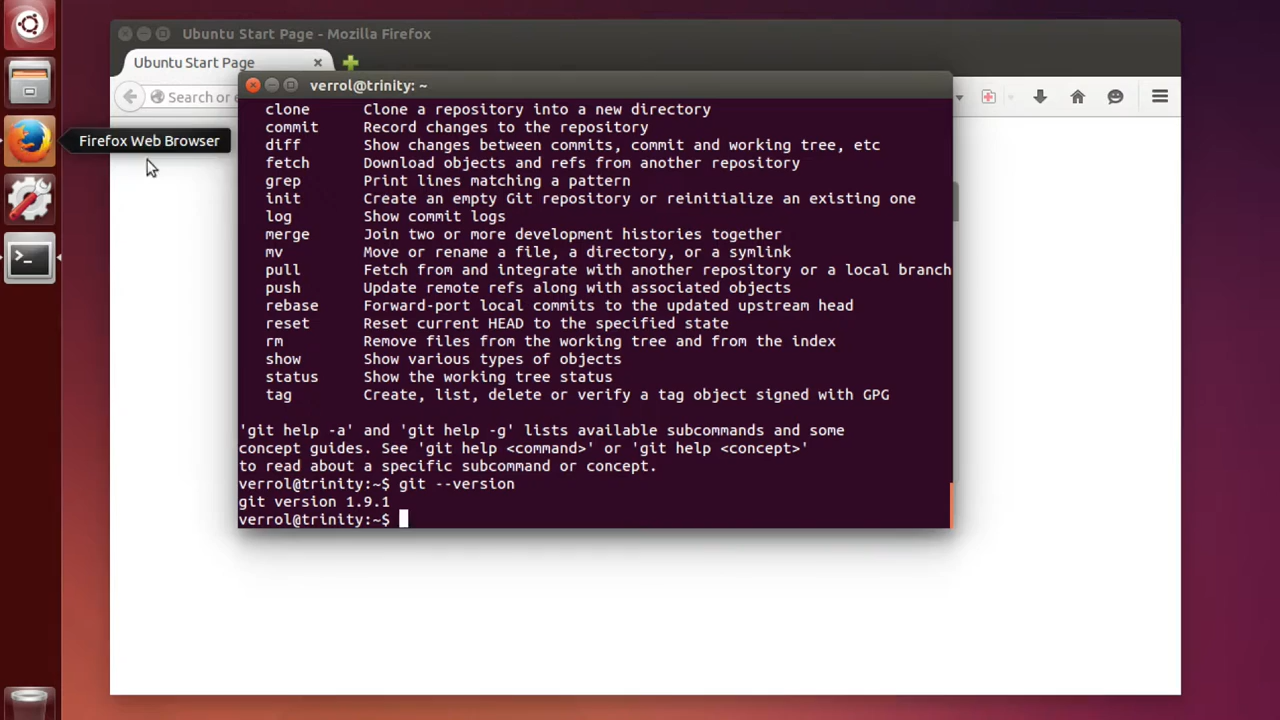 Ubuntu Start Page - Mozilla Firefox
Ubuntu Start Page
Search or e
Firefox Web Browser
verrol@trinity: ~
clone Clone a repository into a new directory
commit Record changes to the repository
diff Show changes between commits, commit and working tree, etc
fetch Download objects and refs from another repository
grep Print lines matching a pattern
init Create an empty Git repository or reinitialize an existing one
log Show commit logs
merge Join two or more development histories together
mv Move or rename a file, a directory, or a symlink
pull Fetch from and integrate with another repository or a local branch
push Update remote refs along with associated objects
rebase Forward-port local commits to the updated upstream head
reset Reset current HEAD to the specified state
rm Remove files from the working tree and from the index
show Show various types of objects
status Show the working tree status
tag Create, list, delete or verify a tag object signed with GPG
'git help -a' and 'git help -g' lists available subcommands and some
concept guides. See 'git help <command>' or 'git help <concept>'
to read about a specific subcommand or concept.
verrol@trinity:~$ git --version
git version 1.9.1
verrol@trinity:~$